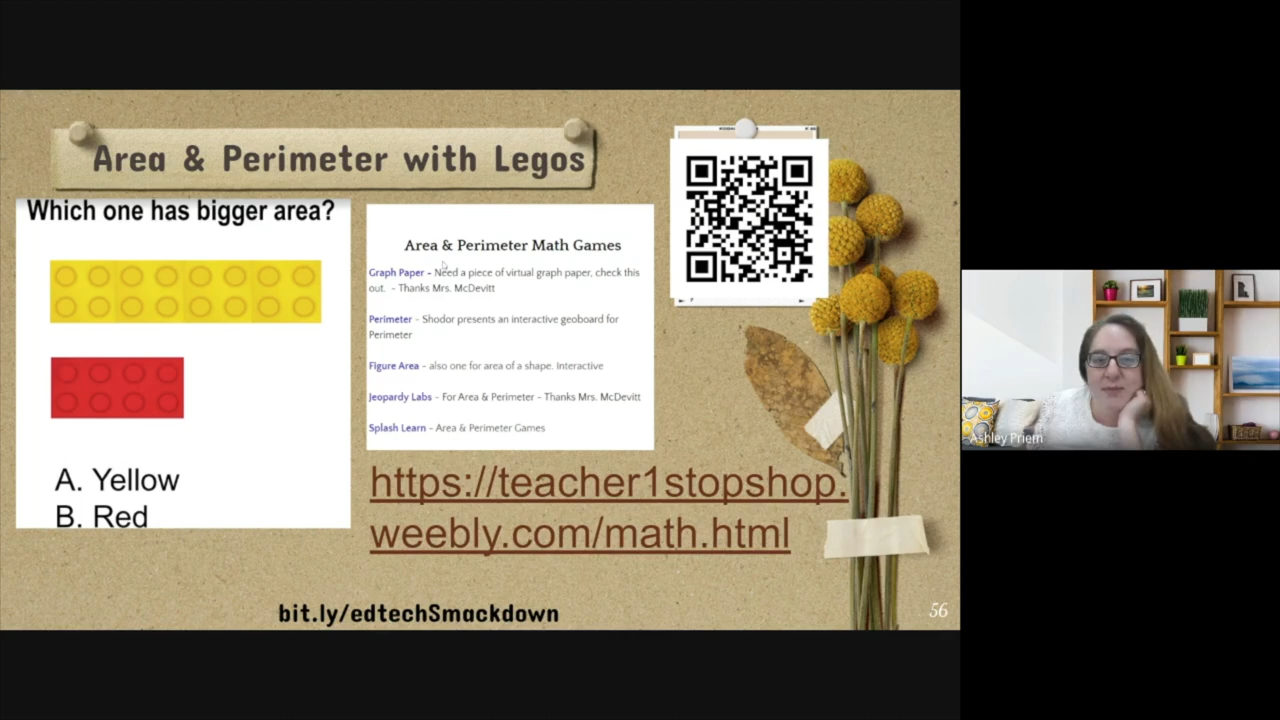 Area & Perimeter with Legos
Which one has bigger area?
A. Yellow
B. Red
Area & Perimeter Math Games
Graph Paper - Need a piece of virtual graph paper, check this
out. - Thanks Mrs. McDevitt
Perimeter - Shodor presents an interactive geoboard for
Perimeter
Figure Area - also one for area of a shape. Interactive
Jeopardy Labs - For Area & Perimeter - Thanks Mrs. McDevitt
Splash Learn - Area & Perimeter Games
https://teacher1stopshop.
weebly.com/math.html
bit.ly/edtechSmackdown
56
Ashley Priem